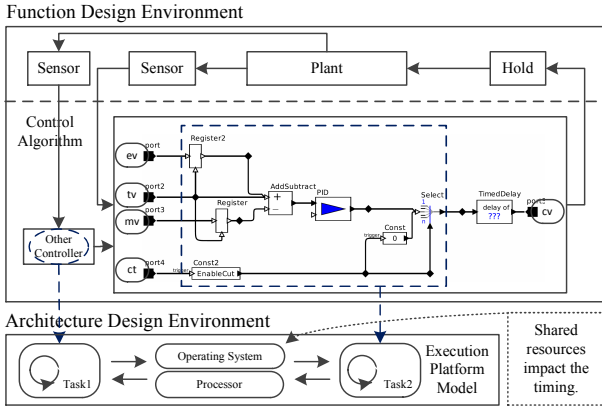 Function Design Environment
Sensor
Sensor
Plant
Hold
Control
Algorithm
port
Register2
ev
port2
AddSubtract
PID
Select
TimedDelay
tv
Register
+
−
delay of
???
port5
cv
port3
mv
Const
trigger
0
Other
Controller
port4
Const2
ct
trigger
EnableCut
Architecture Design Environment
Operating System
Processor
Task1
Task2
Execution
Platform
Model
Shared
resources
impact the
timing.